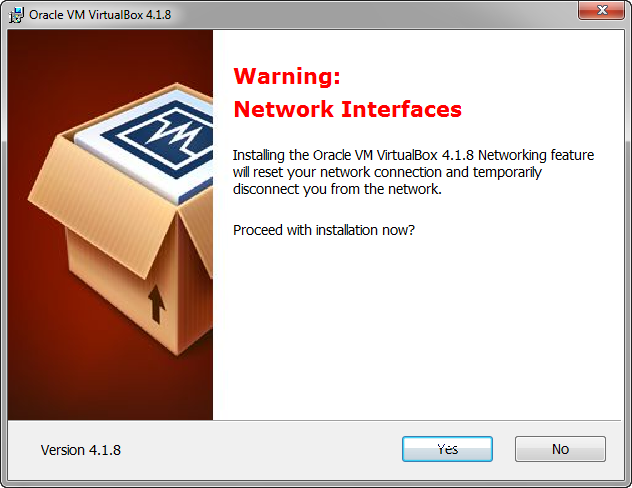 Oracle VM VirtualBox 4.1.8
Warning:
Network Interfaces
Installing the Oracle VM VirtualBox 4.1.8 Networking feature
will reset your network connection and temporarily
disconnect you from the network.
Proceed with installation now?
Version 4.1.8
Yes
No
VM